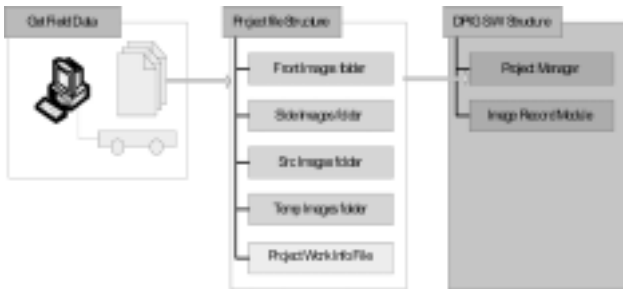 Get Field Data
Project file Structure
Front Images folder
Side Images folder
Src Images folder
Temp Images folder
Project Work Info File
SW Structure
Project Manager
Image Record Module